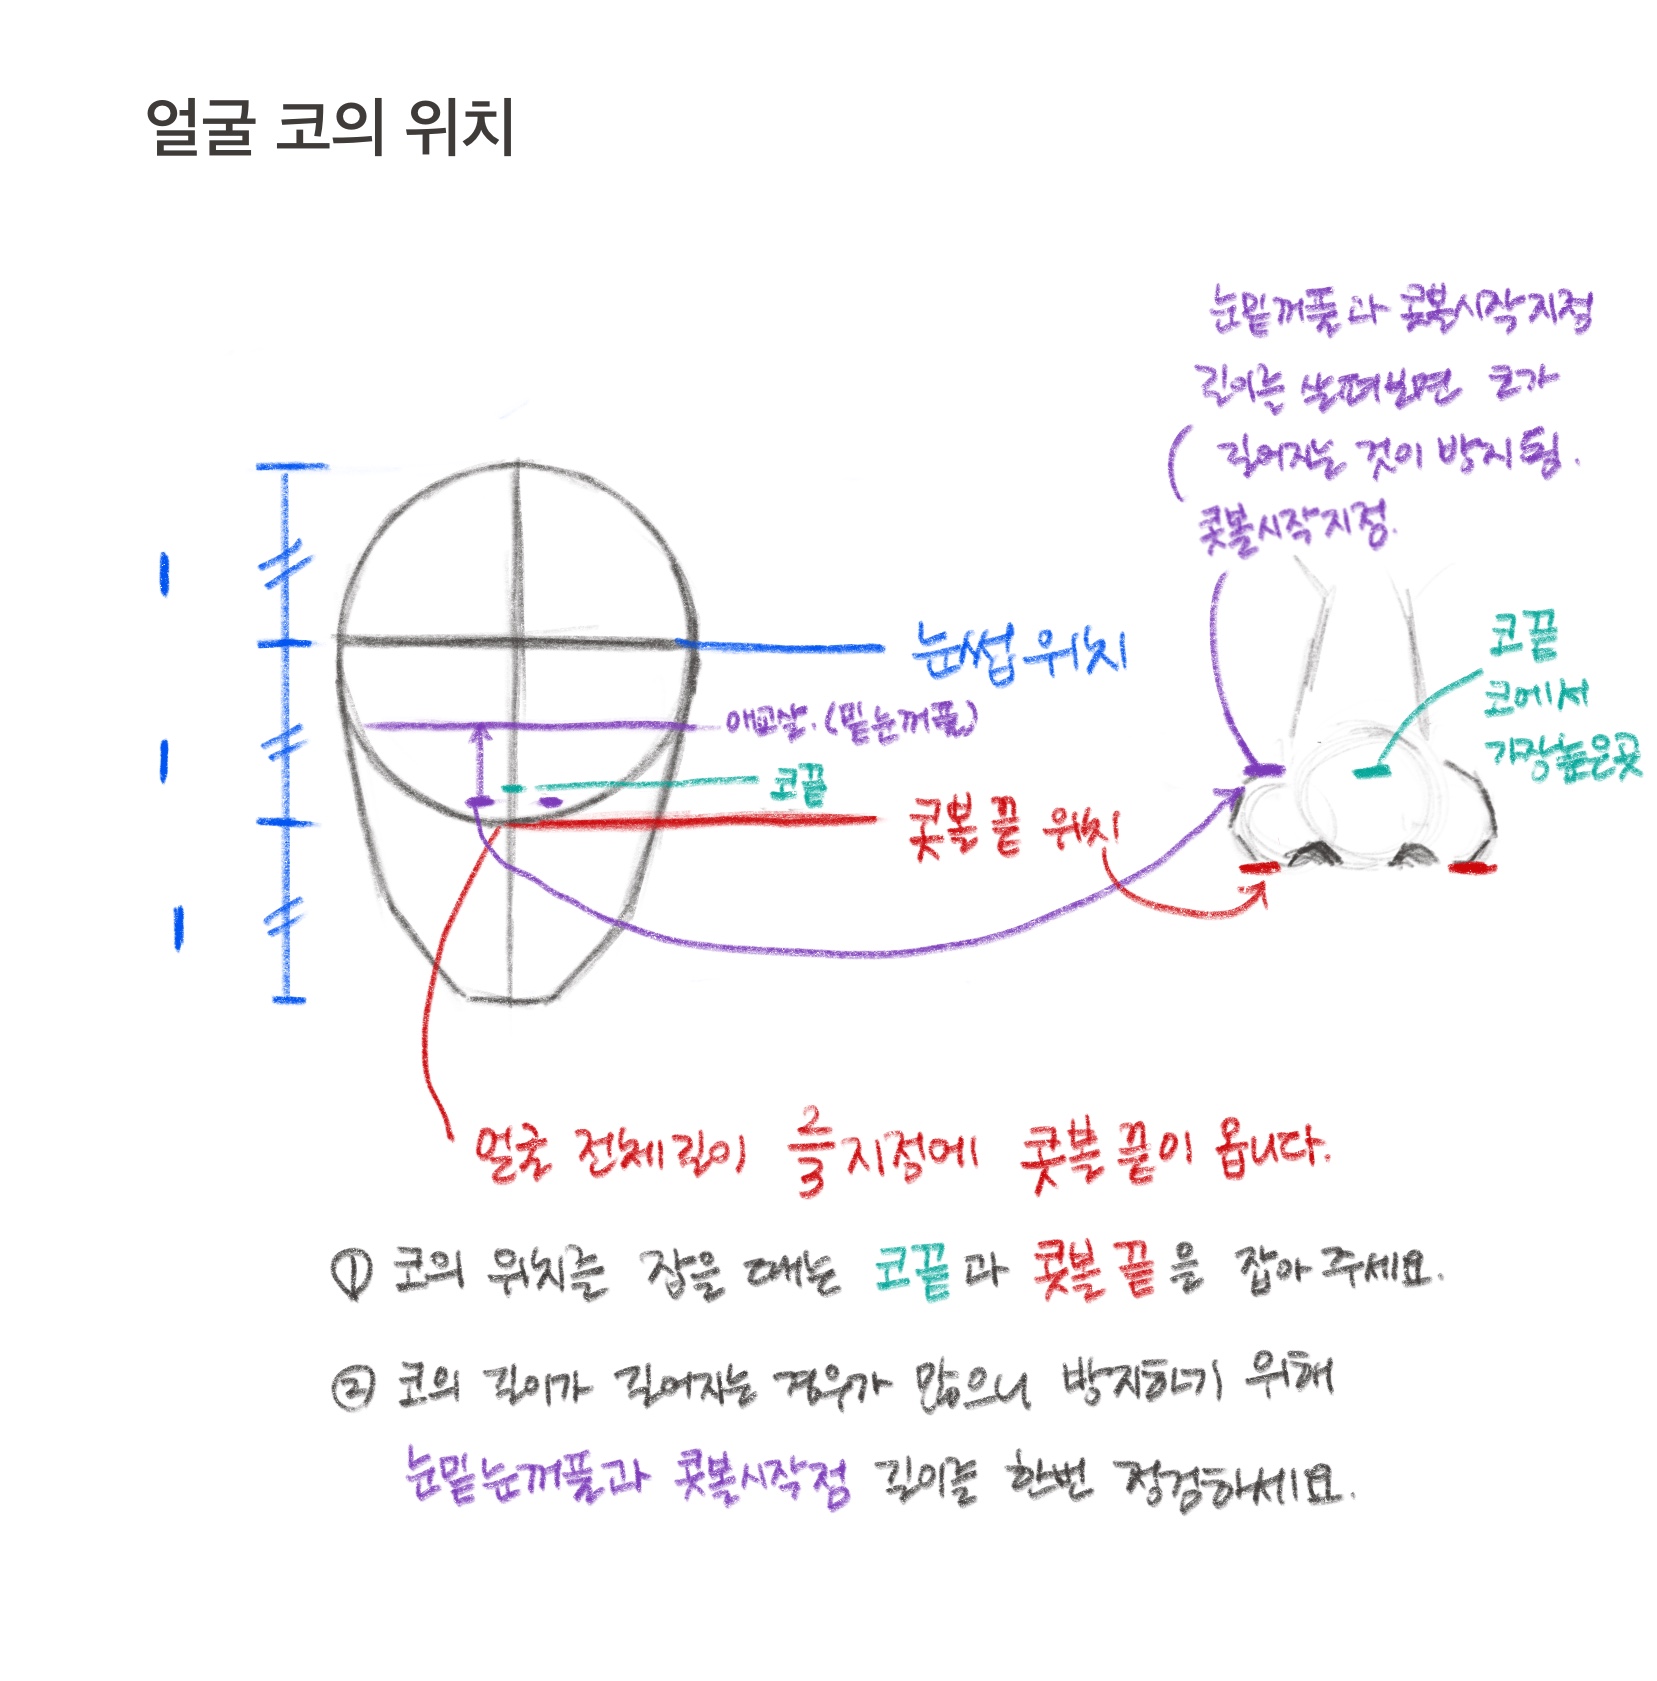 얼굴 코의 위치
눈밑꺼풀과 콧볼시작지점
길이를 살펴보면 코가
길어지는 것이 방지됨.
콧볼시작지점.
1
눈썹위치
코끝
코에서
가장높은곳
애교살. (밑눈꺼풀)
1
코끝
콧볼 끝 위치
1
얼굴 전체길이 2/3지점에 콧볼 끝이 옵니다.
① 코의 위치를 잡을 때는 코끝과 콧볼 끝을 잡아주세요.
② 코의 길이가 길어지는 경우가 많으니 방지하기 위해
눈밑눈꺼풀과 콧볼시작점 길이를 한번 점검하세요.